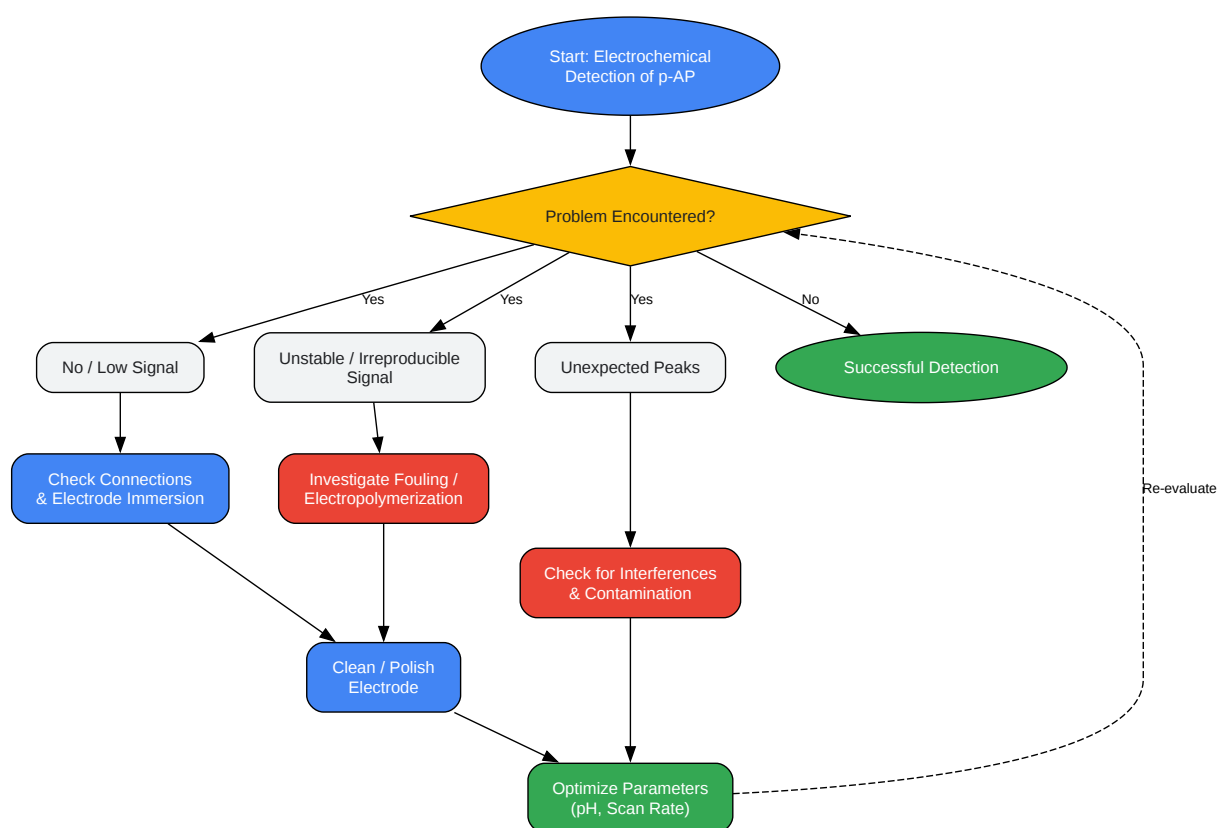 Start: Electrochemical
Detection of p-AP
Problem Encountered?
Yes
Yes
Yes
No
No / Low Signal
Unstable / Irreproducible
Signal
Unexpected Peaks
Successful Detection
Check Connections
& Electrode Immersion
Investigate Fouling /
Electropolymerization
Re-evaluate
Check for Interferences
& Contamination
Clean / Polish
Electrode
Optimize Parameters
(pH, Scan Rate)